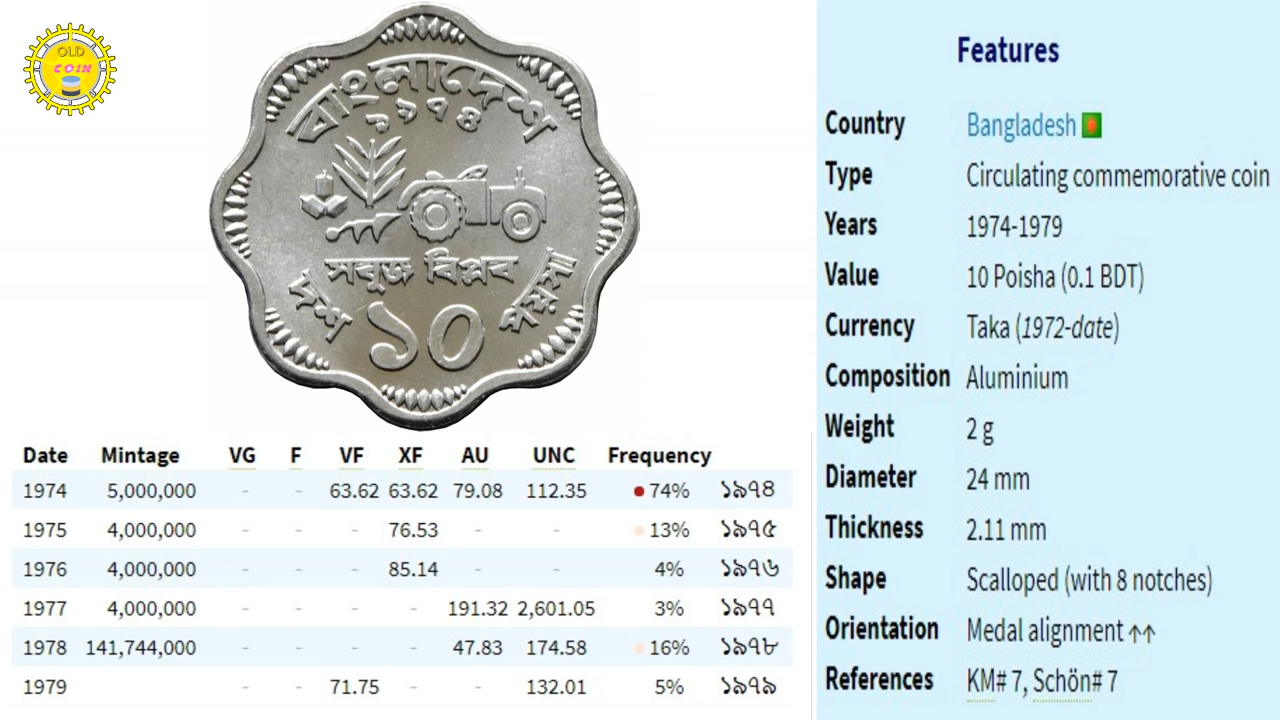 OLD
COIN
বাংলাদেশ
১৯৭৪
সবুজ বিপ্লব
দশ ১০ পয়সা
Date Mintage VG F VF XF AU UNC Frequency
1974 5,000,000 - - 63.62 63.62 79.08 112.35 74% ১৯৭৪
1975 4,000,000 - - - 76.53 - - 13% ১৯৭৫
1976 4,000,000 - - - 85.14 - - 4% ১৯৭৬
1977 4,000,000 - - - - 191.32 2,601.05 3% ১৯৭৭
1978 141,744,000 - - - - 47.83 174.58 16% ১৯৭৮
1979 - - 71.75 - - 132.01 5% ১৯৭৯
Features
Country Bangladesh
Type Circulating commemorative coin
Years 1974-1979
Value 10 Poisha (0.1 BDT)
Currency Taka (1972-date)
Composition Aluminium
Weight 2 g
Diameter 24 mm
Thickness 2.11 mm
Shape Scalloped (with 8 notches)
Orientation Medal alignment ↑↑
References KM# 7, Schön# 7